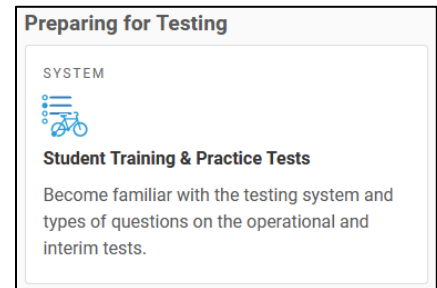 Preparing for Testing
SYSTEM
Student Training & Practice Tests
Become familiar with the testing system and
types of questions on the operational and
interim tests.